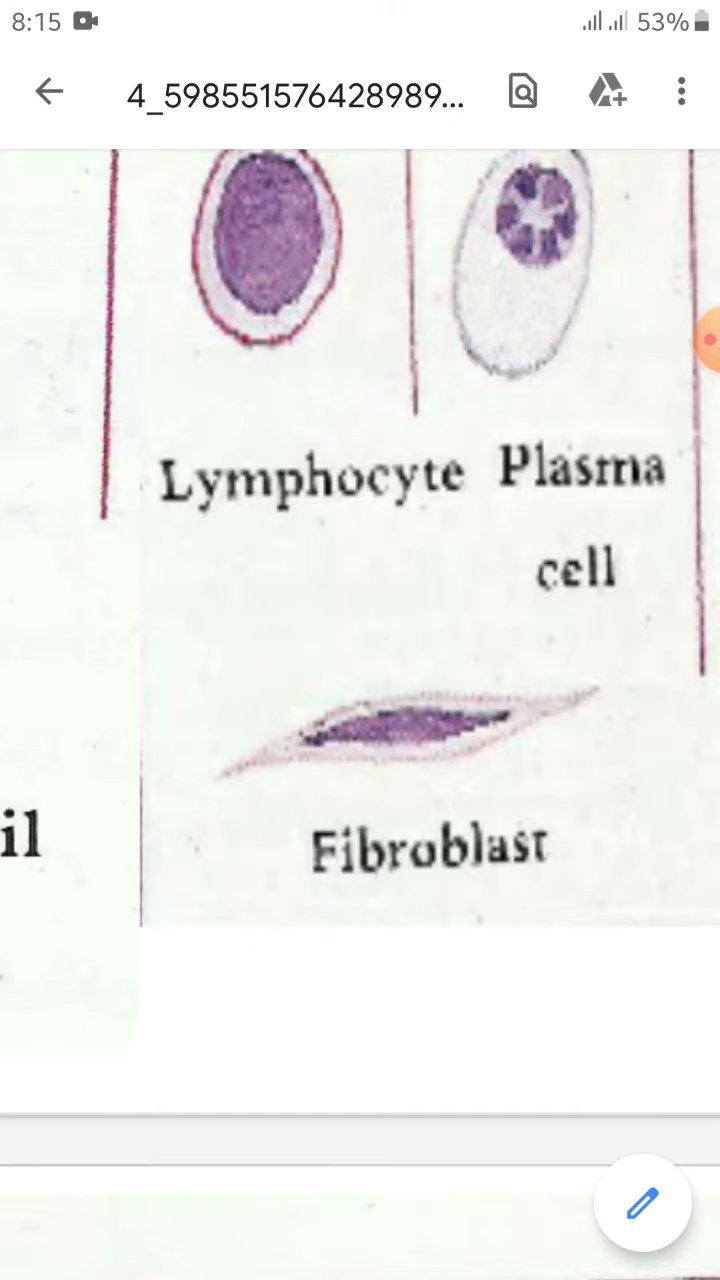 8:15 53%
4_598551576428989...
Lymphocyte Plasma
cell
il
Fibroblast